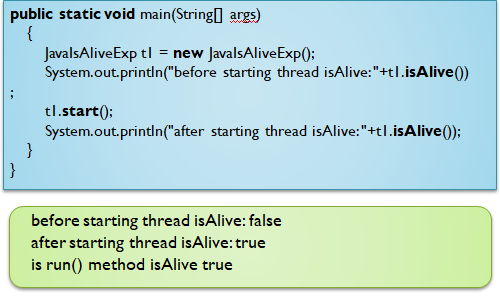 public static void main(String[] args)
{
JavaIsAliveExp t1 = new JavaIsAliveExp();
System.out.println("before starting thread isAlive:"+t1.isAlive())
;
t1.start();
System.out.println("after starting thread isAlive:"+t1.isAlive());
}
}
before starting thread isAlive: false
after starting thread isAlive: true
is run() method isAlive true